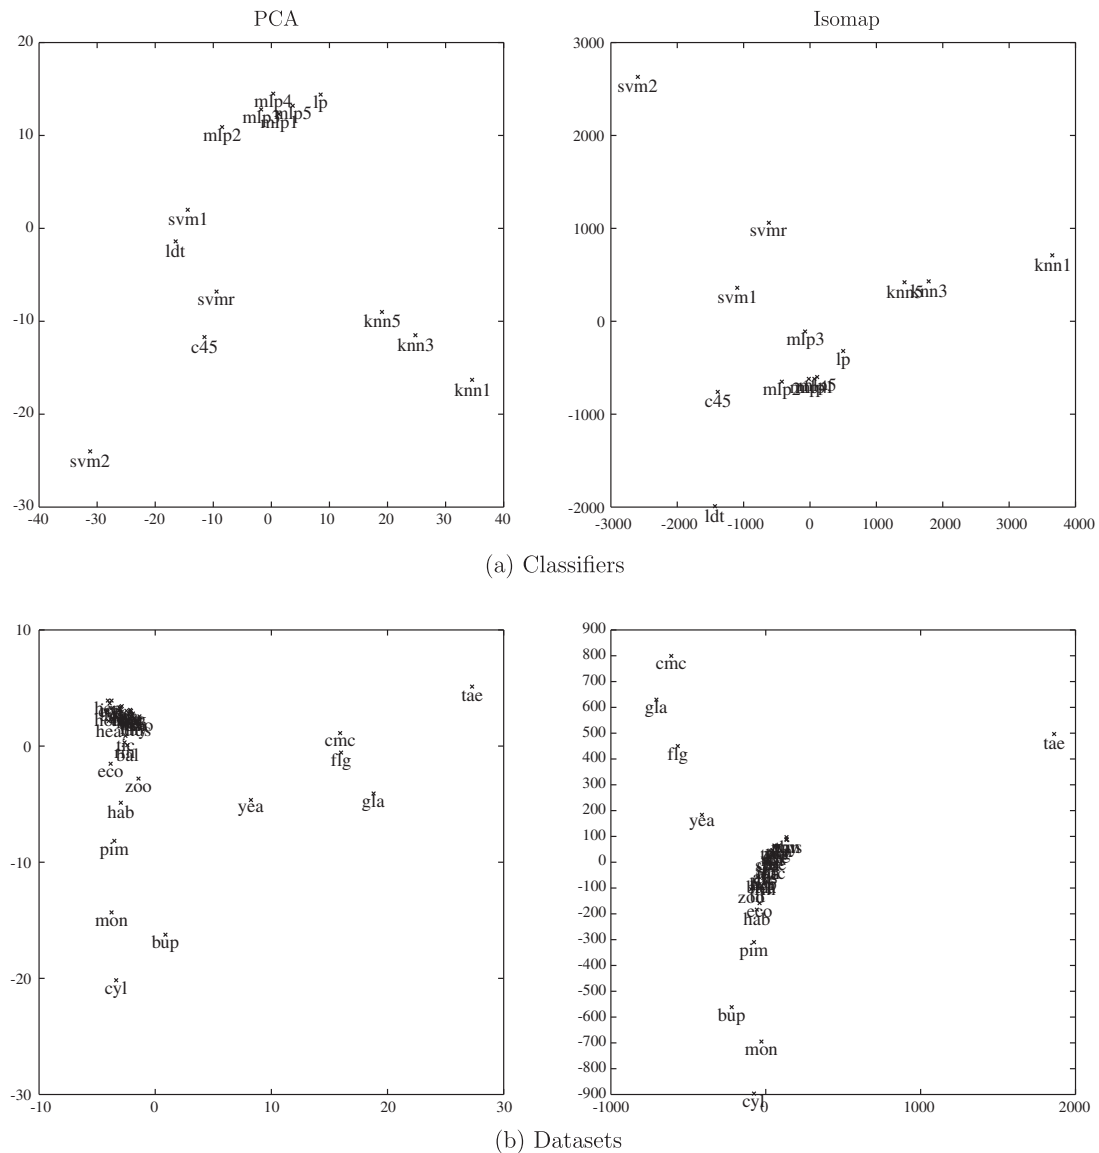 PCA
Isomap
20
10
0
-10
-20
-30
-40
-30
-20
-10
0
10
20
30
40
mlp4
lp
mlp3
mlp5
mlp1
mlp2
svm1
ldt
svmr
c45
knn5
knn3
knn1
svm2
3000
2000
1000
0
-1000
-2000
-3000
-2000
-1000
0
1000
2000
3000
4000
svm2
svmr
svm1
knn1
knn5
knn3
mlp3
lp
mlp2
c45
ldt
(a) Classifiers
10
0
-10
-20
-30
-10
0
10
20
30
tae
cmc
flg
gla
yea
bal
eco
zoo
hab
pim
mon
bup
cyl
900
800
700
600
500
400
300
200
100
0
-100
-200
-300
-400
-500
-600
-700
-800
-900
-1000
0
1000
2000
cmc
gla
flg
tae
yea
zoo
eco
hab
pim
bup
mon
cyl
(b) Datasets